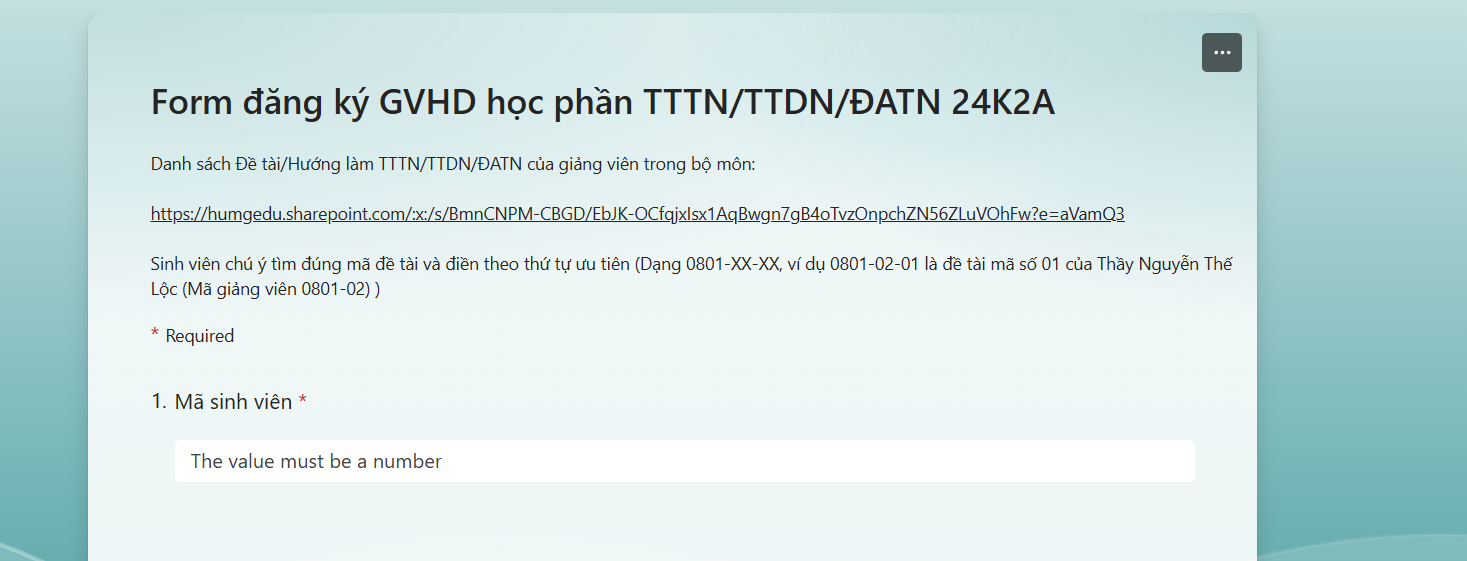 Form đăng ký GVHD học phần TTTN/TTDN/ĐATN 24K2A
Danh sách Đề tài/Hướng làm TTTN/TTDN/ĐATN của giảng viên trong bộ môn:
https://humgedu.sharepoint.com/:x:/s/BmnCNPM-CBGD/EbJK-OCfqjxIsx1AqBwgn7gB4oTvzOnpchZN56ZLuVOhFw?e=aVamQ3
Sinh viên chú ý tìm đúng mã đề tài và điền theo thứ tự ưu tiên (Dạng 0801-XX-XX, ví dụ 0801-02-01 là đề tài mã số 01 của Thầy Nguyễn Thế
Lộc (Mã giảng viên 0801-02) )
* Required
1. Mã sinh viên *
The value must be a number